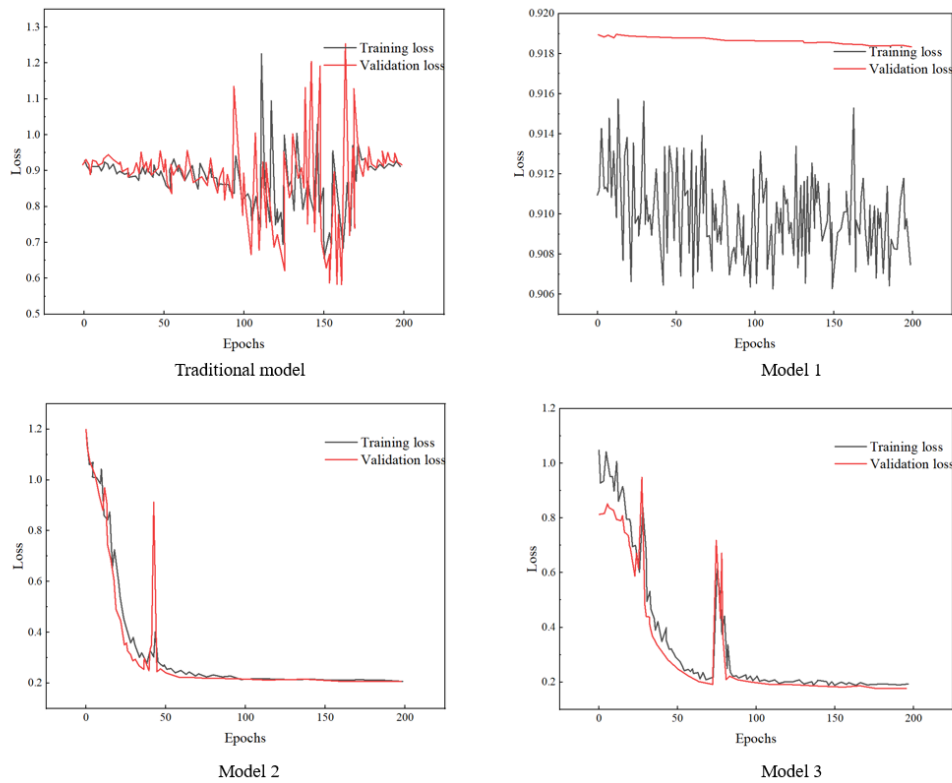 1.3
1.2
1.1
1.0
0.9
0.8
0.7
0.6
0.5
Loss
Training loss
Validation loss
0
50
100
150
200
Epochs
Traditional model
0.920
0.918
0.916
0.914
0.912
0.910
0.908
0.906
Loss
Training loss
Validation loss
0
50
100
150
200
Epochs
Model 1
1.2
1.0
0.8
0.6
0.4
0.2
Loss
Training loss
Validation loss
0
50
100
150
200
Epochs
Model 2
1.2
1.0
0.8
0.6
0.4
0.2
Loss
Training loss
Validation loss
0
50
100
150
200
Epochs
Model 3